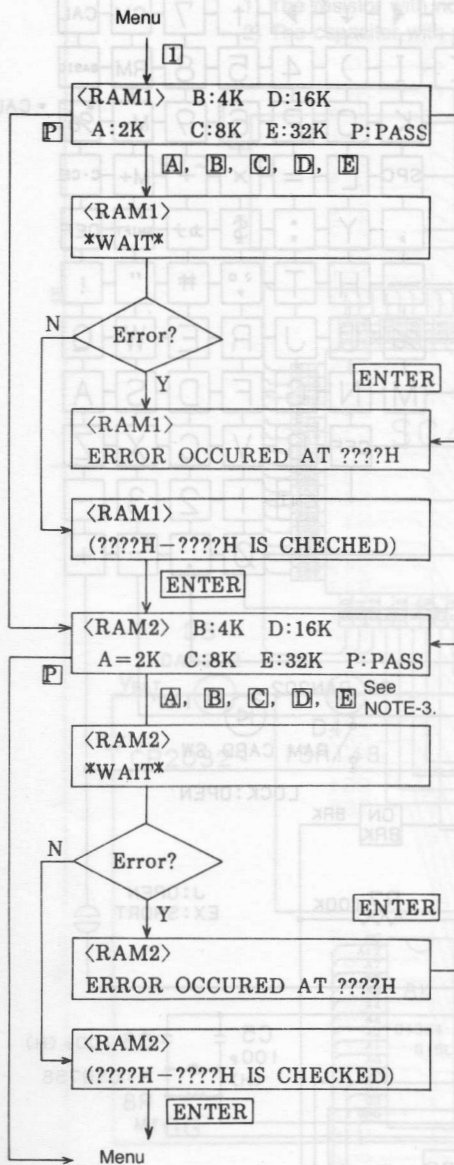 Menu
1
〈RAM1〉 B:4K D:16K
P A:2K C:8K E:32K P:PASS
A, B, C, D, E
〈RAM1〉
*WAIT*
N Error?
Y ENTER
〈RAM1〉
ERROR OCCURED AT ????H
〈RAM1〉
(????H-????H IS CHECHED)
ENTER
〈RAM2〉 B:4K D:16K
P A=2K C:8K E:32K P:PASS
A, B, C, D, E See
NOTE-3.
〈RAM2〉
*WAIT*
N Error?
Y ENTER
〈RAM2〉
ERROR OCCURED AT ????H
〈RAM2〉
(????H-????H IS CHECKED)
ENTER
Menu